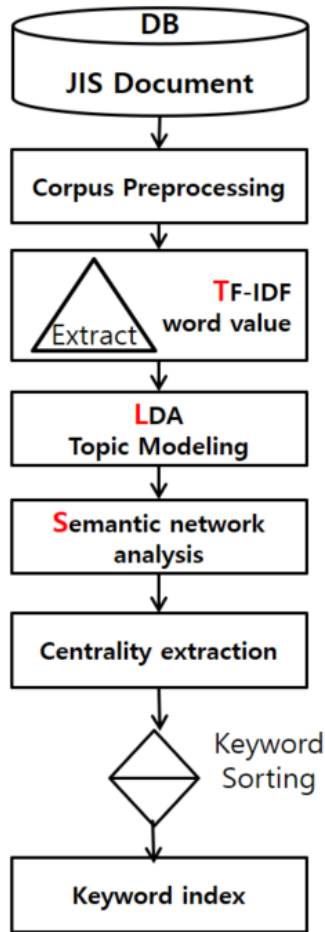 DB
JIS Document
Corpus Preprocessing
Extract
TF-IDF
word value
LDA
Topic Modeling
Semantic network
analysis
Centrality extraction
Keyword
Sorting
Keyword index